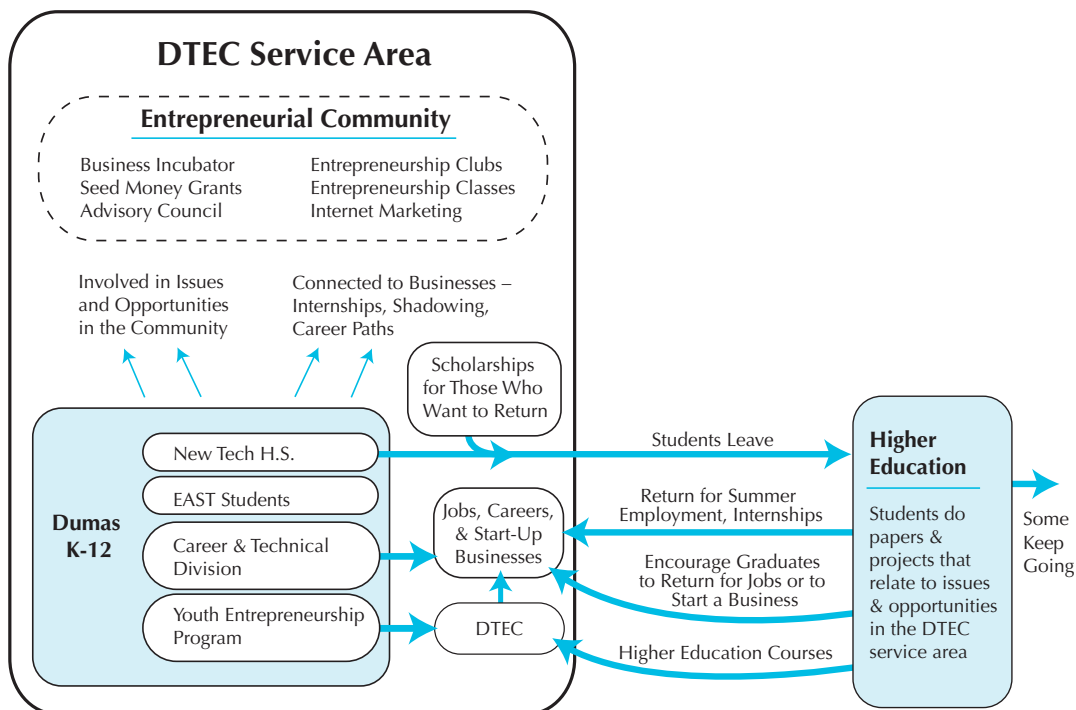 DTEC Service Area
Entrepreneurial Community
Business Incubator
Seed Money Grants
Advisory Council
Entrepreneurship Clubs
Entrepreneurship Classes
Internet Marketing
Involved in Issues
and Opportunities
in the Community
Connected to Businesses –
Internships, Shadowing,
Career Paths
Scholarships
for Those Who
Want to Return
Dumas
K-12
New Tech H.S.
EAST Students
Career & Technical
Division
Youth Entrepreneurship
Program
Jobs, Careers,
& Start-Up
Businesses
DTEC
Students Leave
Return for Summer
Employment, Internships
Encourage Graduates
to Return for Jobs or to
Start a Business
Higher Education Courses
Higher
Education
Students do
papers &
projects that
relate to issues
& opportunities
in the DTEC
service area
Some
Keep
Going